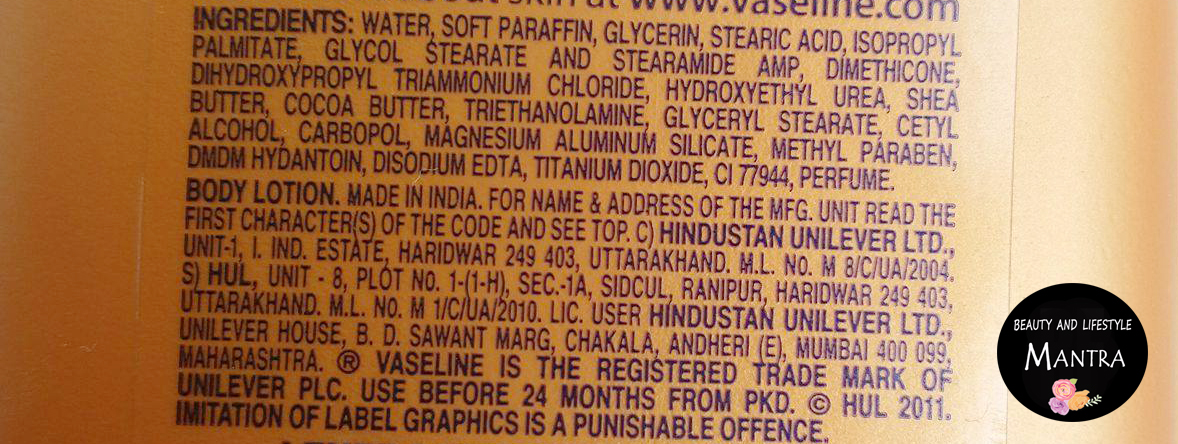 skin at www.vaseline.com
INGREDIENTS: WATER, SOFT PARAFFIN, GLYCERIN, STEARIC ACID, ISOPROPYL
PALMITATE, GLYCOL STEARATE AND STEARAMIDE AMP, DIMETHICONE,
DIHYDROXYPROPYL TRIAMMONIUM CHLORIDE, HYDROXYETHYL UREA, SHEA
BUTTER, COCOA BUTTER, TRIETHANOLAMINE, GLYCERYL STEARATE, CETYL
ALCOHOL, CARBOPOL, MAGNESIUM ALUMINUM SILICATE, METHYL PARABEN,
DMDM HYDANTOIN, DISODIUM EDTA, TITANIUM DIOXIDE, CI 77944, PERFUME.
BODY LOTION. MADE IN INDIA. FOR NAME & ADDRESS OF THE MFG. UNIT READ THE
FIRST CHARACTER(S) OF THE CODE AND SEE TOP. C) HINDUSTAN UNILEVER LTD.,
UNIT-1, I. IND. ESTATE, HARIDWAR 249 403, UTTARAKHAND. M.L. NO. M 8/C/UA/2004.
S) HUL, UNIT - 8, PLOT NO. 1-(1-H), SEC.-1A, SIDCUL, RANIPUR, HARIDWAR 249 403,
UTTARAKHAND. M.L. NO. M 1/C/UA/2010. LIC. USER HINDUSTAN UNILEVER LTD.,
UNILEVER HOUSE, B. D. SAWANT MARG, CHAKALA, ANDHERI (E), MUMBAI 400 099,
MAHARASHTRA. ® VASELINE IS THE REGISTERED TRADE MARK OF
UNILEVER PLC. USE BEFORE 24 MONTHS FROM PKD. © HUL 2011.
IMITATION OF LABEL GRAPHICS IS A PUNISHABLE OFFENCE.
BEAUTY AND LIFESTYLE
MANTRA